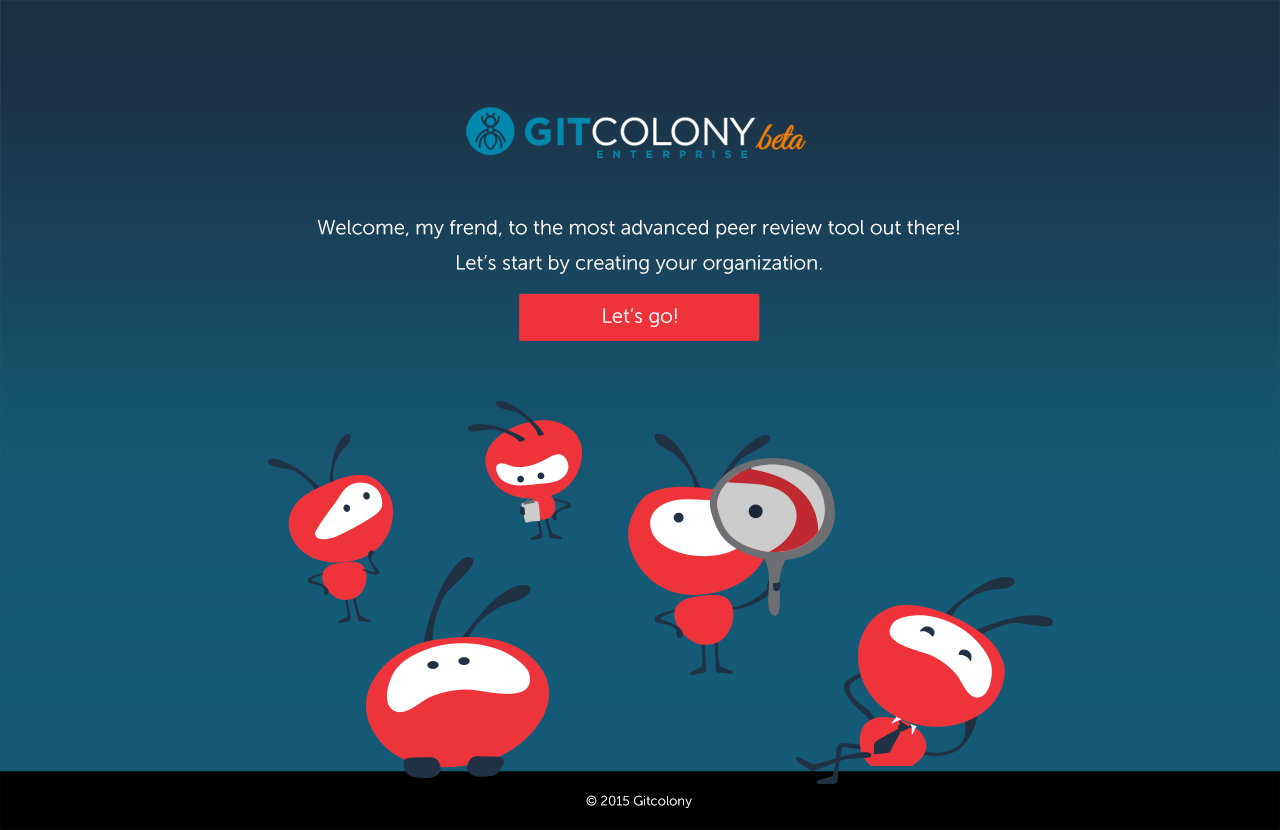 GITCOLONY beta
ENTERPRISE
Welcome, my frend, to the most advanced peer review tool out there!
Let's start by creating your organization.
Let's go!
© 2015 Gitcolony